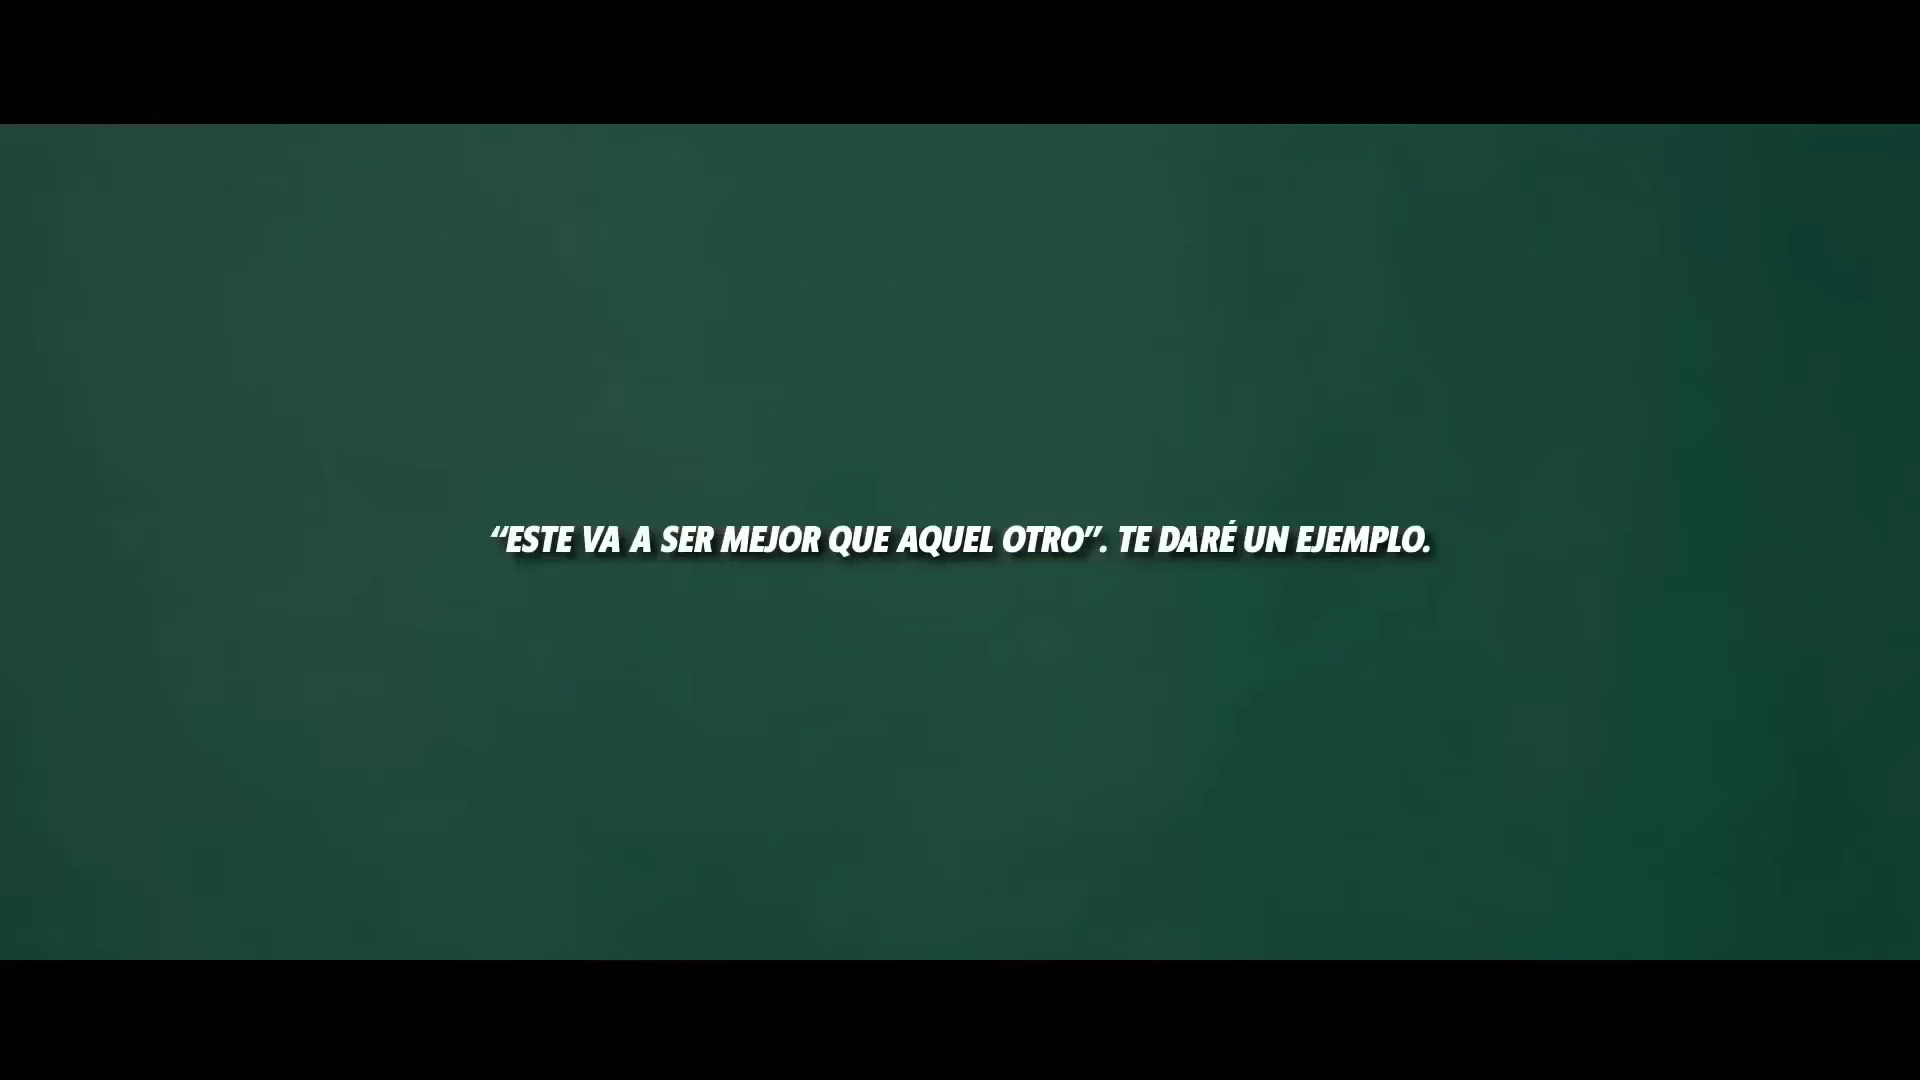 “ESTE VA A SER MEJOR QUE AQUEL OTRO”. TE DARÉ UN EJEMPLO.